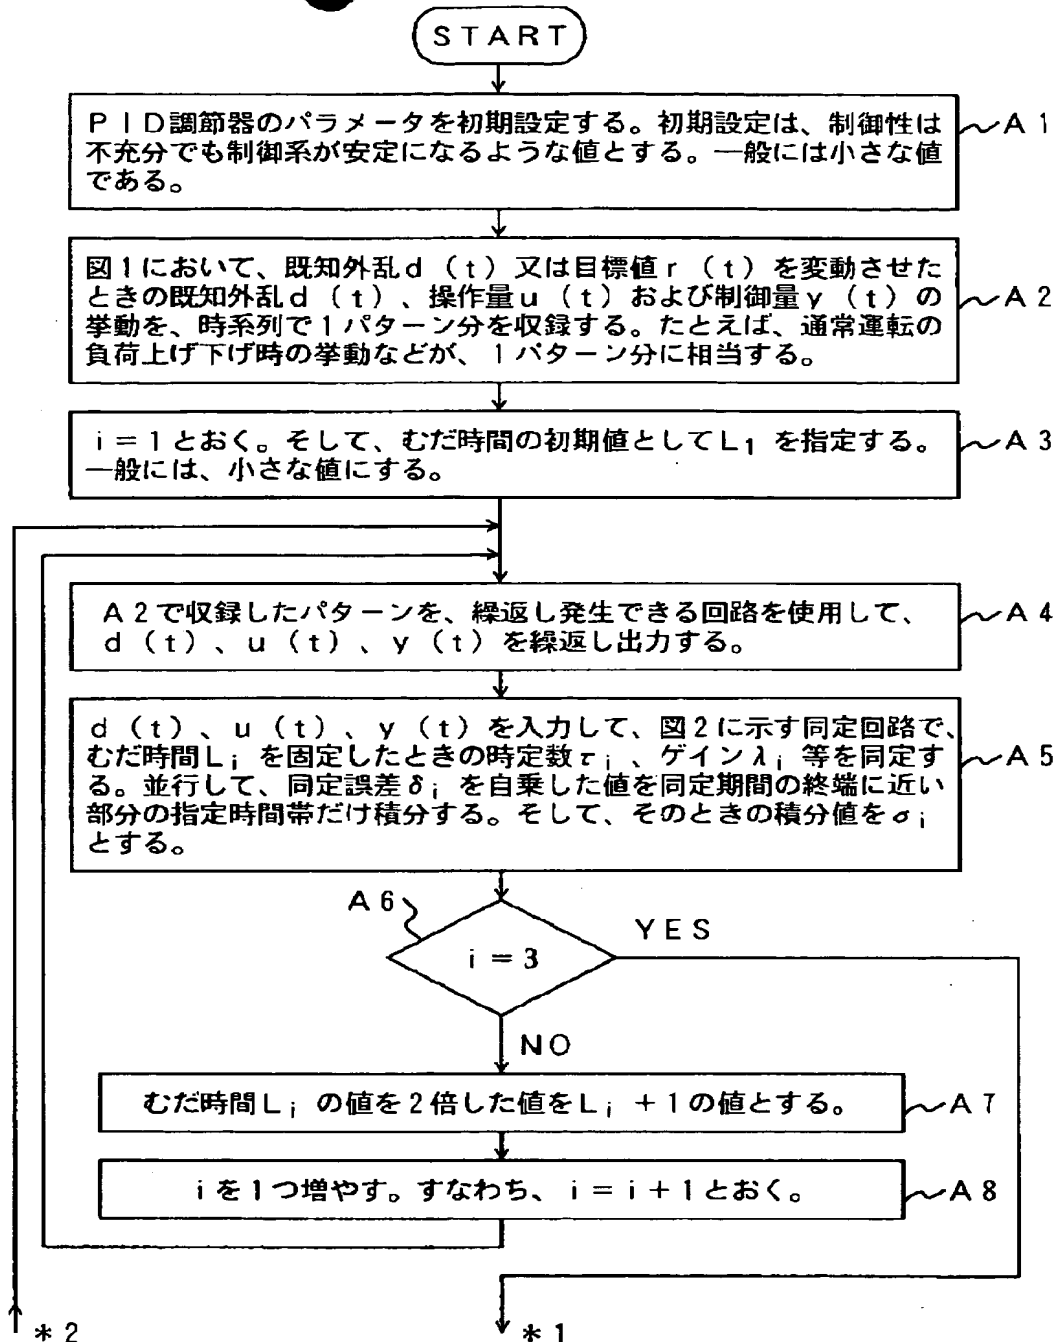 START
PID調節器のパラメータを初期設定する。初期設定は、制御性は
不充分でも制御系が安定になるような値とする。一般には小さな値
である。
A1
図1において、既知外乱d（t）又は目標値r（t）を変動させた
ときの既知外乱d（t）、操作量u（t）および制御量y（t）の
挙動を、時系列で1パターン分を収録する。たとえば、通常運転の
負荷上げ下げ時の挙動などが、1パターン分に相当する。
A2
i＝1とおく。そして、むだ時間の初期値としてL₁を指定する。
一般には、小さな値にする。
A3
A2で収録したパターンを、繰返し発生できる回路を使用して、
d（t）、u（t）、y（t）を繰返し出力する。
A4
d（t）、u（t）、y（t）を入力して、図2に示す同定回路で、
むだ時間Lᵢを固定したときの時定数τᵢ、ゲインλᵢ等を同定す
る。並行して、同定誤差δᵢを自乗した値を同定期間の終端に近い
部分の指定時間帯だけ積分する。そして、そのときの積分値をσᵢ
とする。
A5
A6
i＝3
YES
NO
むだ時間Lᵢの値を2倍した値をLᵢ+1の値とする。
A7
iを1つ増やす。すなわち、i＝i+1とおく。
A8
*2
*1